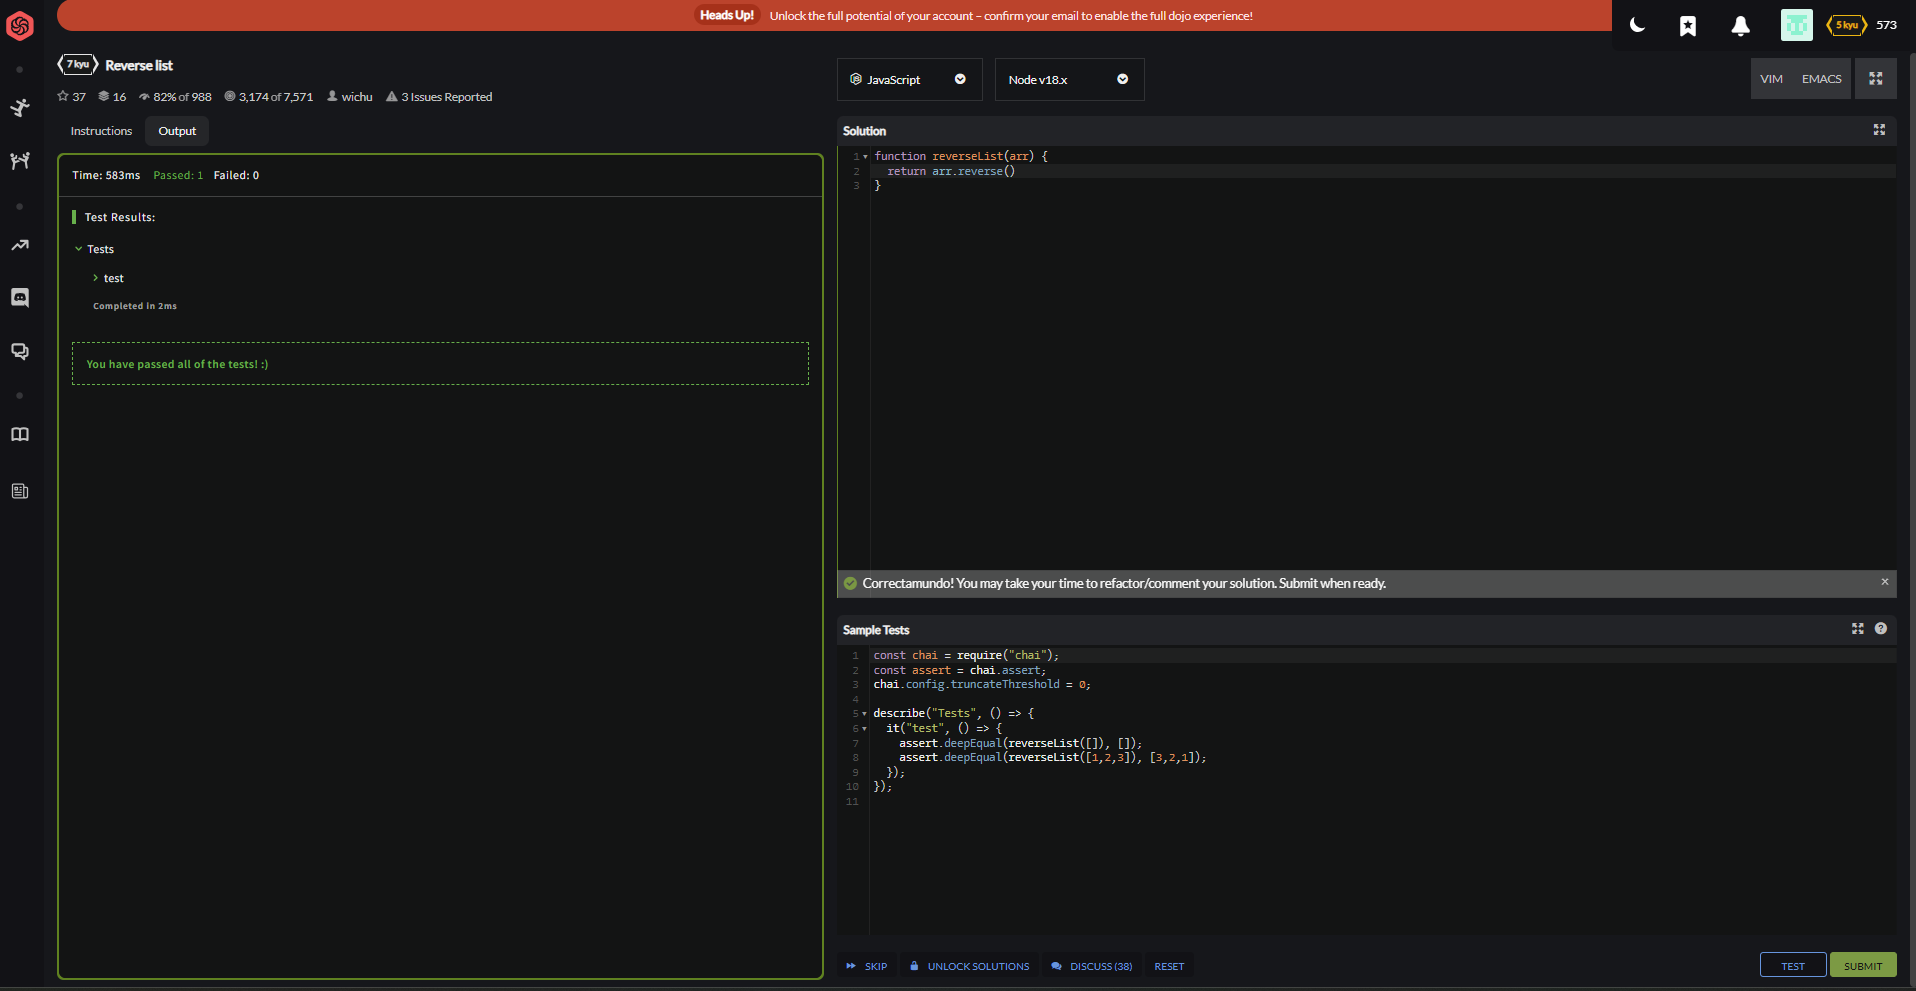 Heads Up! Unlock the full potential of your account – confirm your email to enable the full dojo experience!
5 kyu 573
7 kyu Reverse list
37 16 82% of 988 3,174 of 7,571 wichu 3 Issues Reported
Instructions Output
Time: 583ms Passed: 1 Failed: 0
Test Results:
Tests
test
Completed in 2ms
You have passed all of the tests! :)
JavaScript Node v18.x VIM EMACS
Solution
1 function reverseList(arr) {
2 return arr.reverse()
3 }
Correctamundo! You may take your time to refactor/comment your solution. Submit when ready.
Sample Tests
1 const chai = require("chai");
2 const assert = chai.assert;
3 chai.config.truncateThreshold = 0;
4
5 describe("Tests", () => {
6 it("test", () => {
7 assert.deepEqual(reverseList([]), []);
8 assert.deepEqual(reverseList([1,2,3]), [3,2,1]);
9 });
10 });
11
SKIP UNLOCK SOLUTIONS DISCUSS (38) RESET TEST SUBMIT